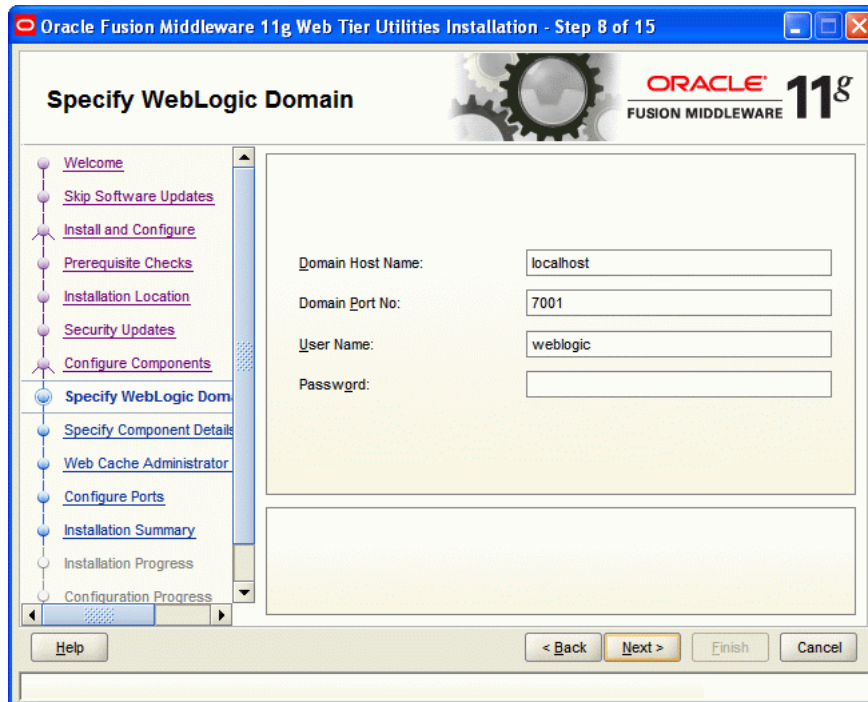 Oracle Fusion Middleware 11g Web Tier Utilities Installation - Step 8 of 15
Specify WebLogic Domain
ORACLE
FUSION MIDDLEWARE
11g
Welcome
Skip Software Updates
Install and Configure
Prerequisite Checks
Installation Location
Security Updates
Configure Components
Specify WebLogic Dom
Specify Component Details
Web Cache Administrator
Configure Ports
Installation Summary
Installation Progress
Configuration Progress
Domain Host Name: localhost
Domain Port No: 7001
User Name: weblogic
Password:
Help < Back Next > Finish Cancel